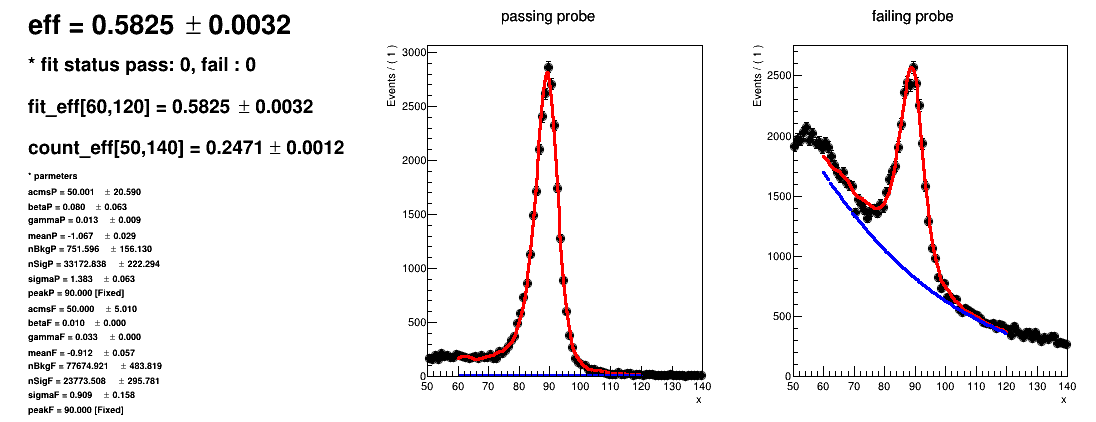 eff = 0.5825 ± 0.0032
* fit status pass: 0, fail : 0
fit_eff[60,120] = 0.5825 ± 0.0032
count_eff[50,140] = 0.2471 ± 0.0012
* parmeters
acmsP = 50.001 ± 20.590
betaP = 0.080 ± 0.063
gammaP = 0.013 ± 0.009
meanP = -1.067 ± 0.029
nBkgP = 751.596 ± 156.130
nSigP = 33172.838 ± 222.294
sigmaP = 1.383 ± 0.063
peakP = 90.000 [Fixed]
acmsF = 50.000 ± 5.010
betaF = 0.010 ± 0.000
gammaF = 0.033 ± 0.000
meanF = -0.912 ± 0.057
nBkgF = 77674.921 ± 483.819
nSigF = 23773.508 ± 295.781
sigmaF = 0.909 ± 0.158
peakF = 90.000 [Fixed]
passing probe
Events / ( 1 )
3000
2500
2000
1500
1000
500
0
50 60 70 80 90 100 110 120 130 140
x
failing probe
Events / ( 1 )
2500
2000
1500
1000
500
0
50 60 70 80 90 100 110 120 130 140
x